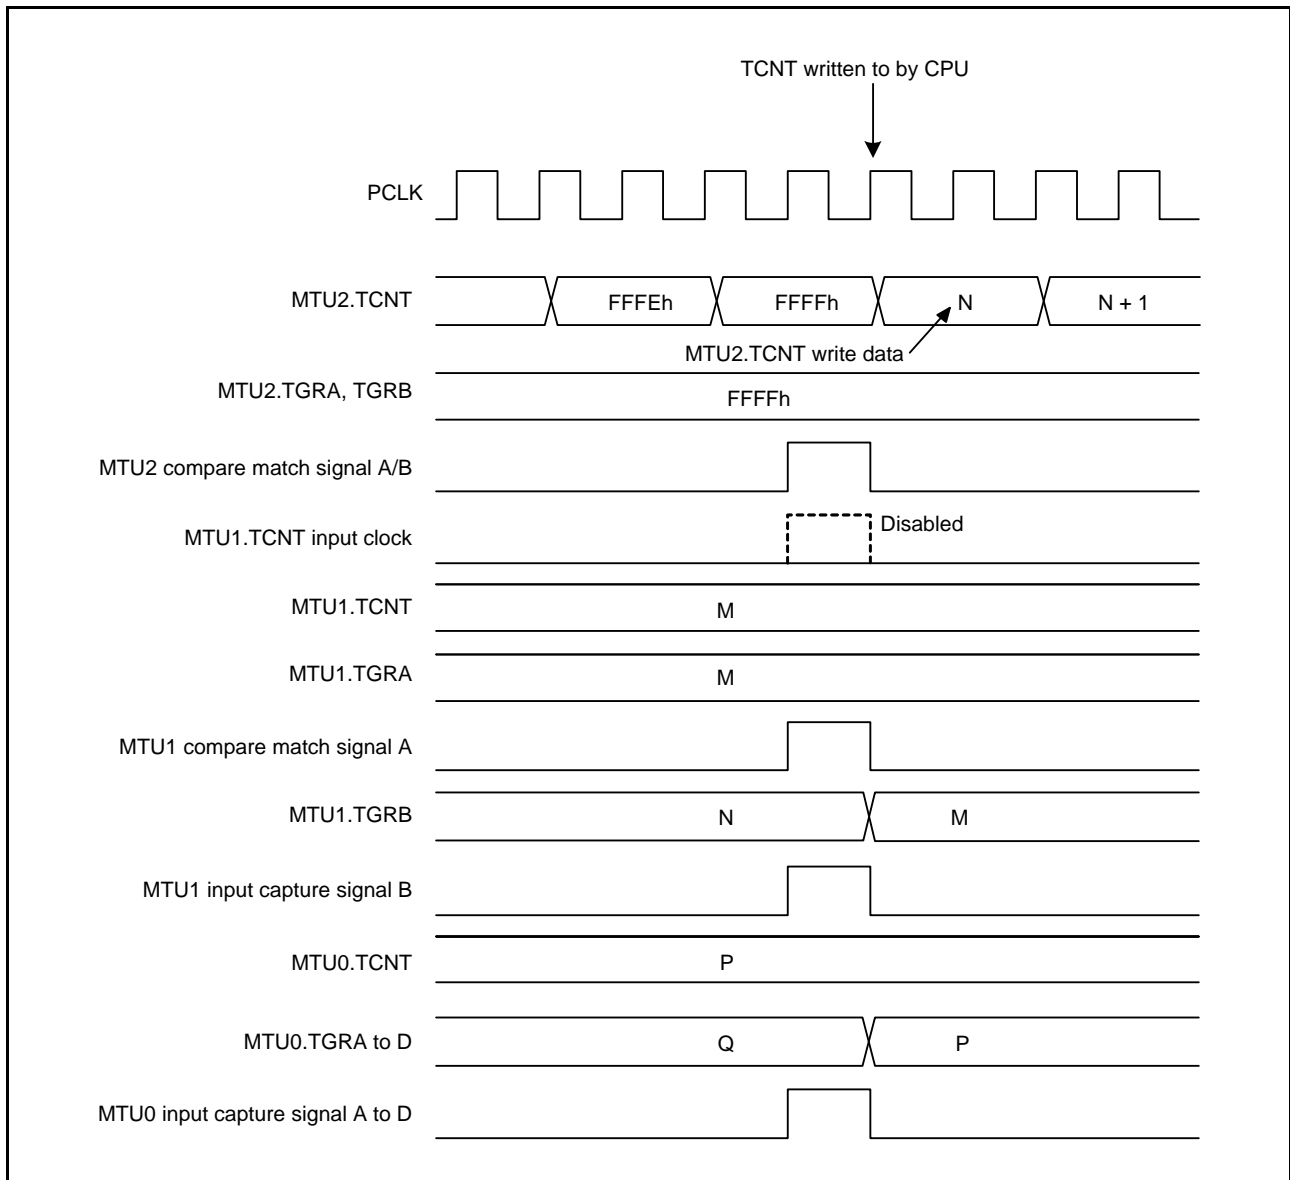 TCNT written to by CPU
PCLK
MTU2.TCNT FFFEh FFFFh N N + 1
MTU2.TCNT write data
MTU2.TGRA, TGRB FFFFh
MTU2 compare match signal A/B
MTU1.TCNT input clock Disabled
MTU1.TCNT M
MTU1.TGRA M
MTU1 compare match signal A
MTU1.TGRB N M
MTU1 input capture signal B
MTU0.TCNT P
MTU0.TGRA to D Q P
MTU0 input capture signal A to D